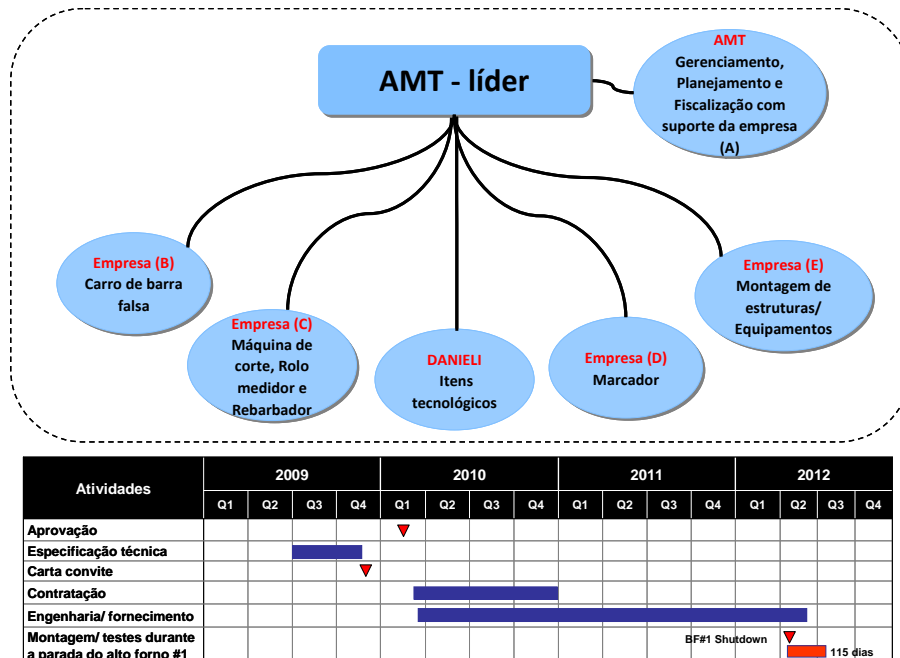 AMT - líder
AMT
Gerenciamento,
Planejamento e
Fiscalização com
suporte da empresa
(A)
Empresa (B)
Carro de barra
falsa
Empresa (C)
Máquina de
corte, Rolo
medidor e
Rebarbador
DANIELI
Itens
tecnológicos
Empresa (D)
Marcador
Empresa (E)
Montagem de
estruturas/
Equipamentos
Atividades
2009
2010
2011
2012
Q1 Q2 Q3 Q4 Q1 Q2 Q3 Q4 Q1 Q2 Q3 Q4 Q1 Q2 Q3 Q4
Aprovação
Especificação técnica
Carta convite
Contratação
Engenharia/ fornecimento
Montagem/ testes durante
a parada do alto forno #1
BF#1 Shutdown
115 dias